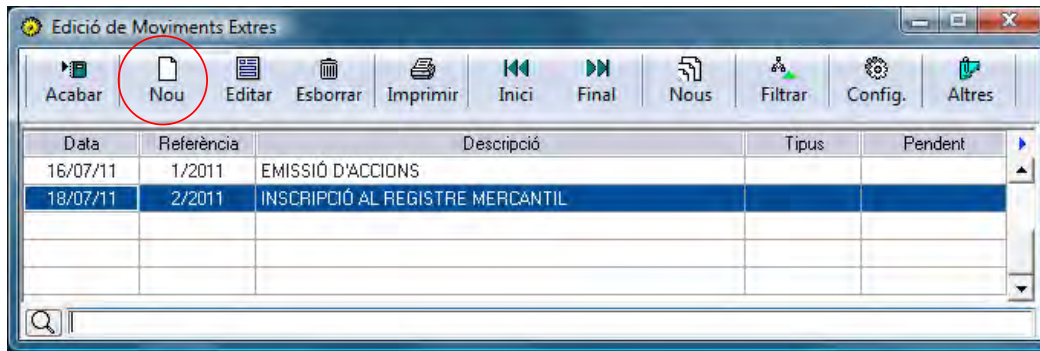 Edició de Moviments Extres
Acabar Nou Editar Esborrar Imprimir Inici Final Nous Filtrar Config. Altres
Data Referència Descripció Tipus Pendent
16/07/11 1/2011 EMISSIÓ D'ACCIONS
18/07/11 2/2011 INSCRIPCIÓ AL REGISTRE MERCANTIL